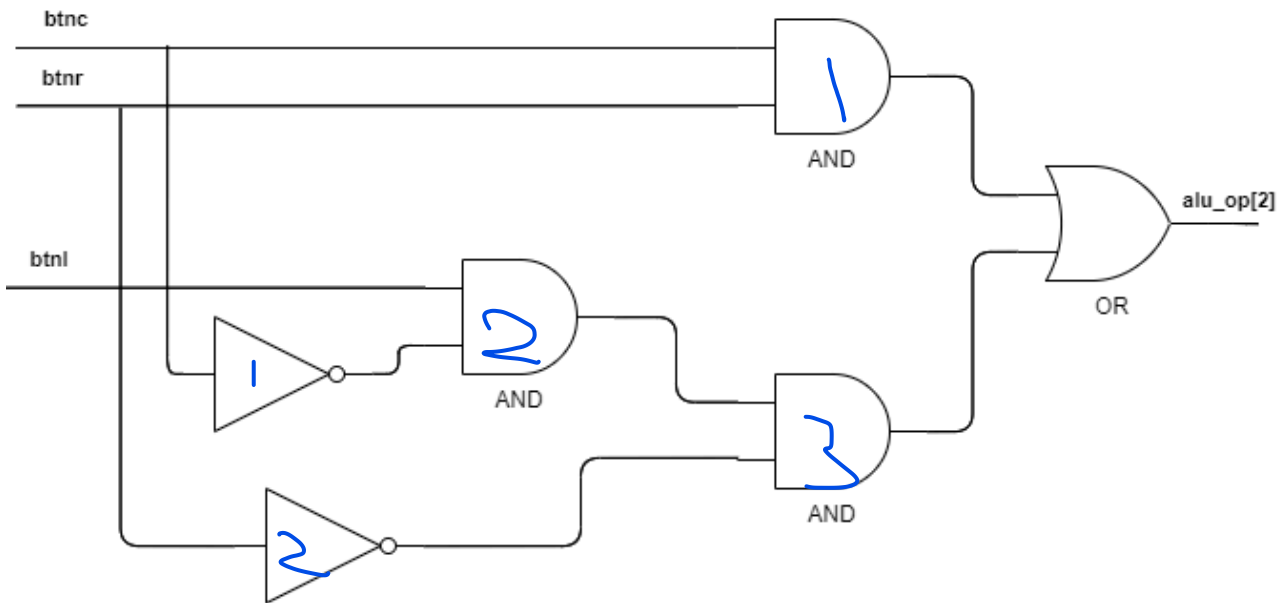 btnc
btnr
1
AND
alu_op[2]
btnl
OR
2
1
AND
3
AND
2